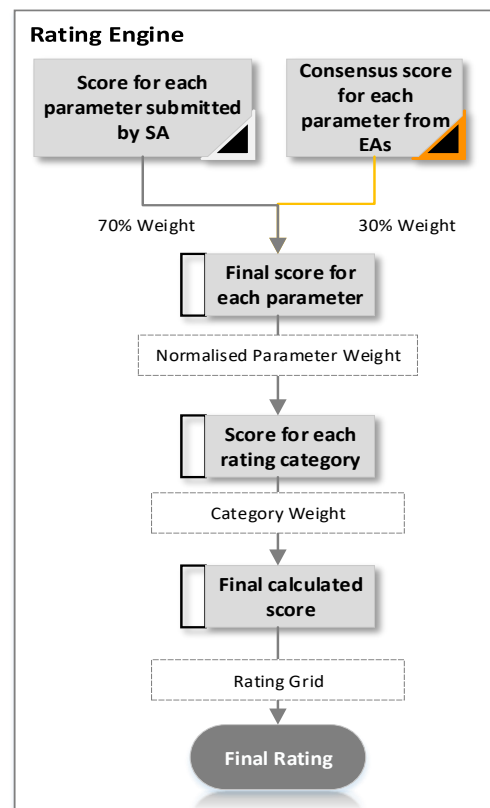 Rating Engine
Score for each
parameter submitted
by SA
Consensus score
for each
parameter from
EAs
70% Weight
30% Weight
Final score for
each parameter
Normalised Parameter Weight
Score for each
rating category
Category Weight
Final calculated
score
Rating Grid
Final Rating